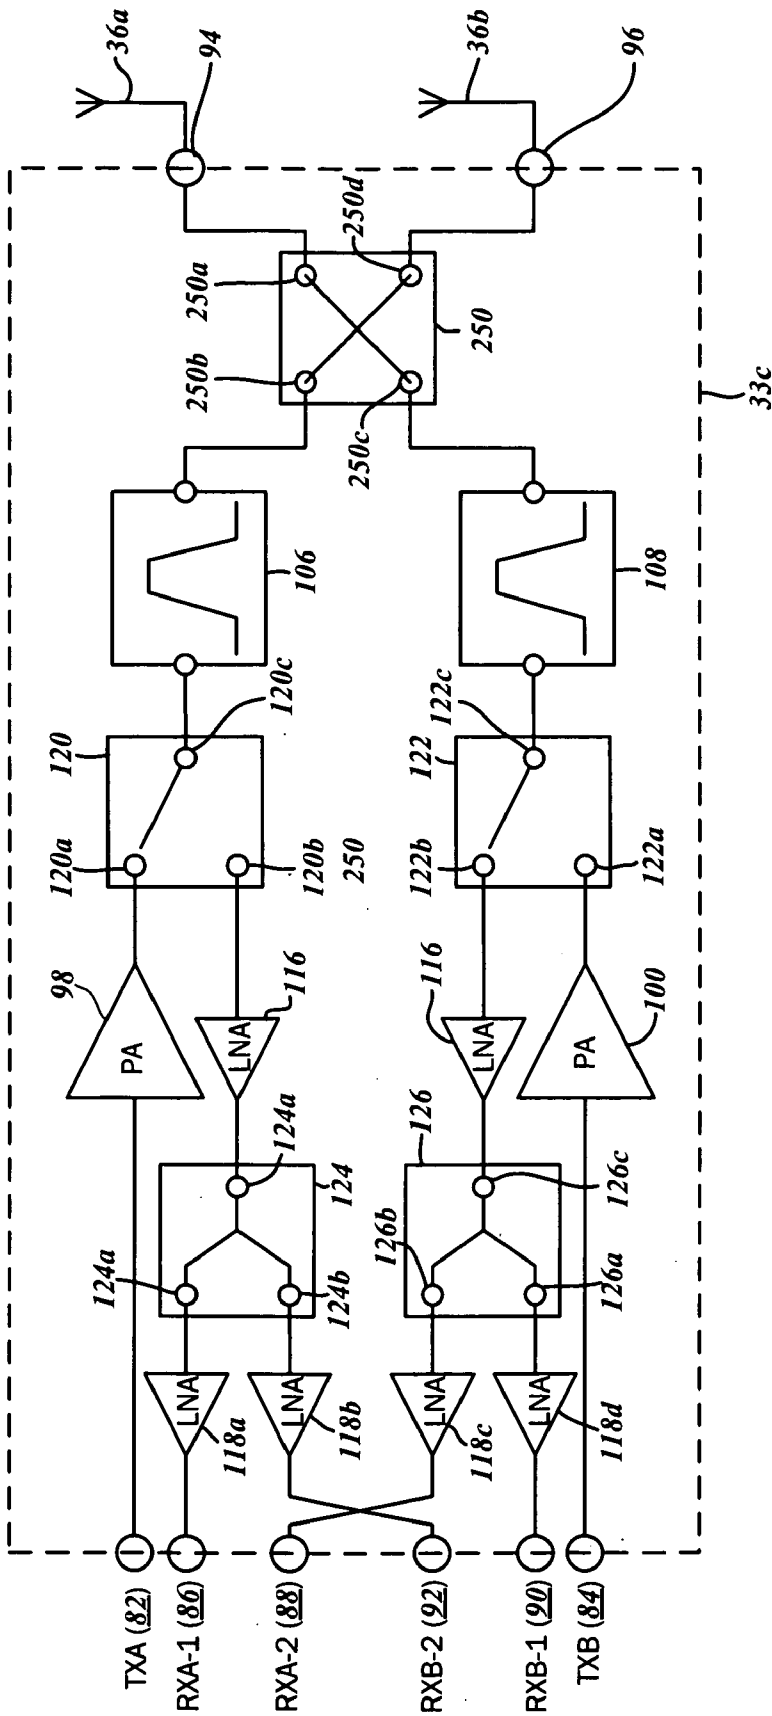 36a
94
36b
96
250a
250d
250b
250c
250
33c
106
108
120
120c
120a
120b
250
122
122c
122b
122a
98
PA
116
LNA
116
LNA
PA
100
124a
124
124a
124b
126
126c
126b
126a
LNA
118a
LNA
118b
LNA
118c
LNA
118d
TXA (82)
RXA-1 (86)
RXA-2 (88)
RXB-2 (92)
RXB-1 (90)
TXB (84)